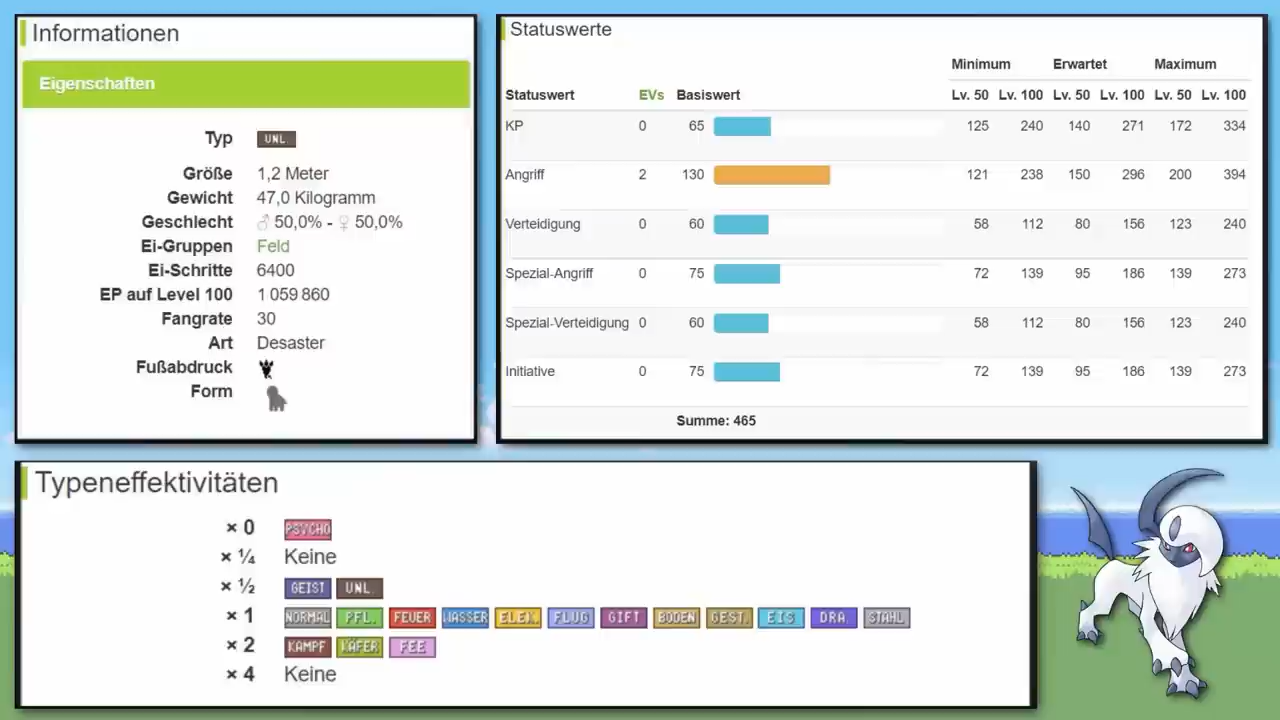 Informationen
Eigenschaften
Typ UNL.
Größe 1,2 Meter
Gewicht 47,0 Kilogramm
Geschlecht ♂ 50,0% - ♀ 50,0%
Ei-Gruppen Feld
Ei-Schritte 6400
EP auf Level 100 1 059 860
Fangrate 30
Art Desaster
Fußabdruck
Form
Statuswerte
Minimum Erwartet Maximum
Statuswert EVs Basiswert Lv. 50 Lv. 100 Lv. 50 Lv. 100 Lv. 50 Lv. 100
KP 0 65 125 240 140 271 172 334
Angriff 2 130 121 238 150 296 200 394
Verteidigung 0 60 58 112 80 156 123 240
Spezial-Angriff 0 75 72 139 95 186 139 273
Spezial-Verteidigung 0 60 58 112 80 156 123 240
Initiative 0 75 72 139 95 186 139 273
Summe: 465
Typeneffektivitäten
× 0 PSYCHO
× ¼ Keine
× ½ GEIST UNL.
× 1 NORMAL PFL. FEUER WASSER ELEK. FLUG GIFT BODEN GEST. EIS DRA. STAHL
× 2 KAMPF KÄFER FEE
× 4 Keine